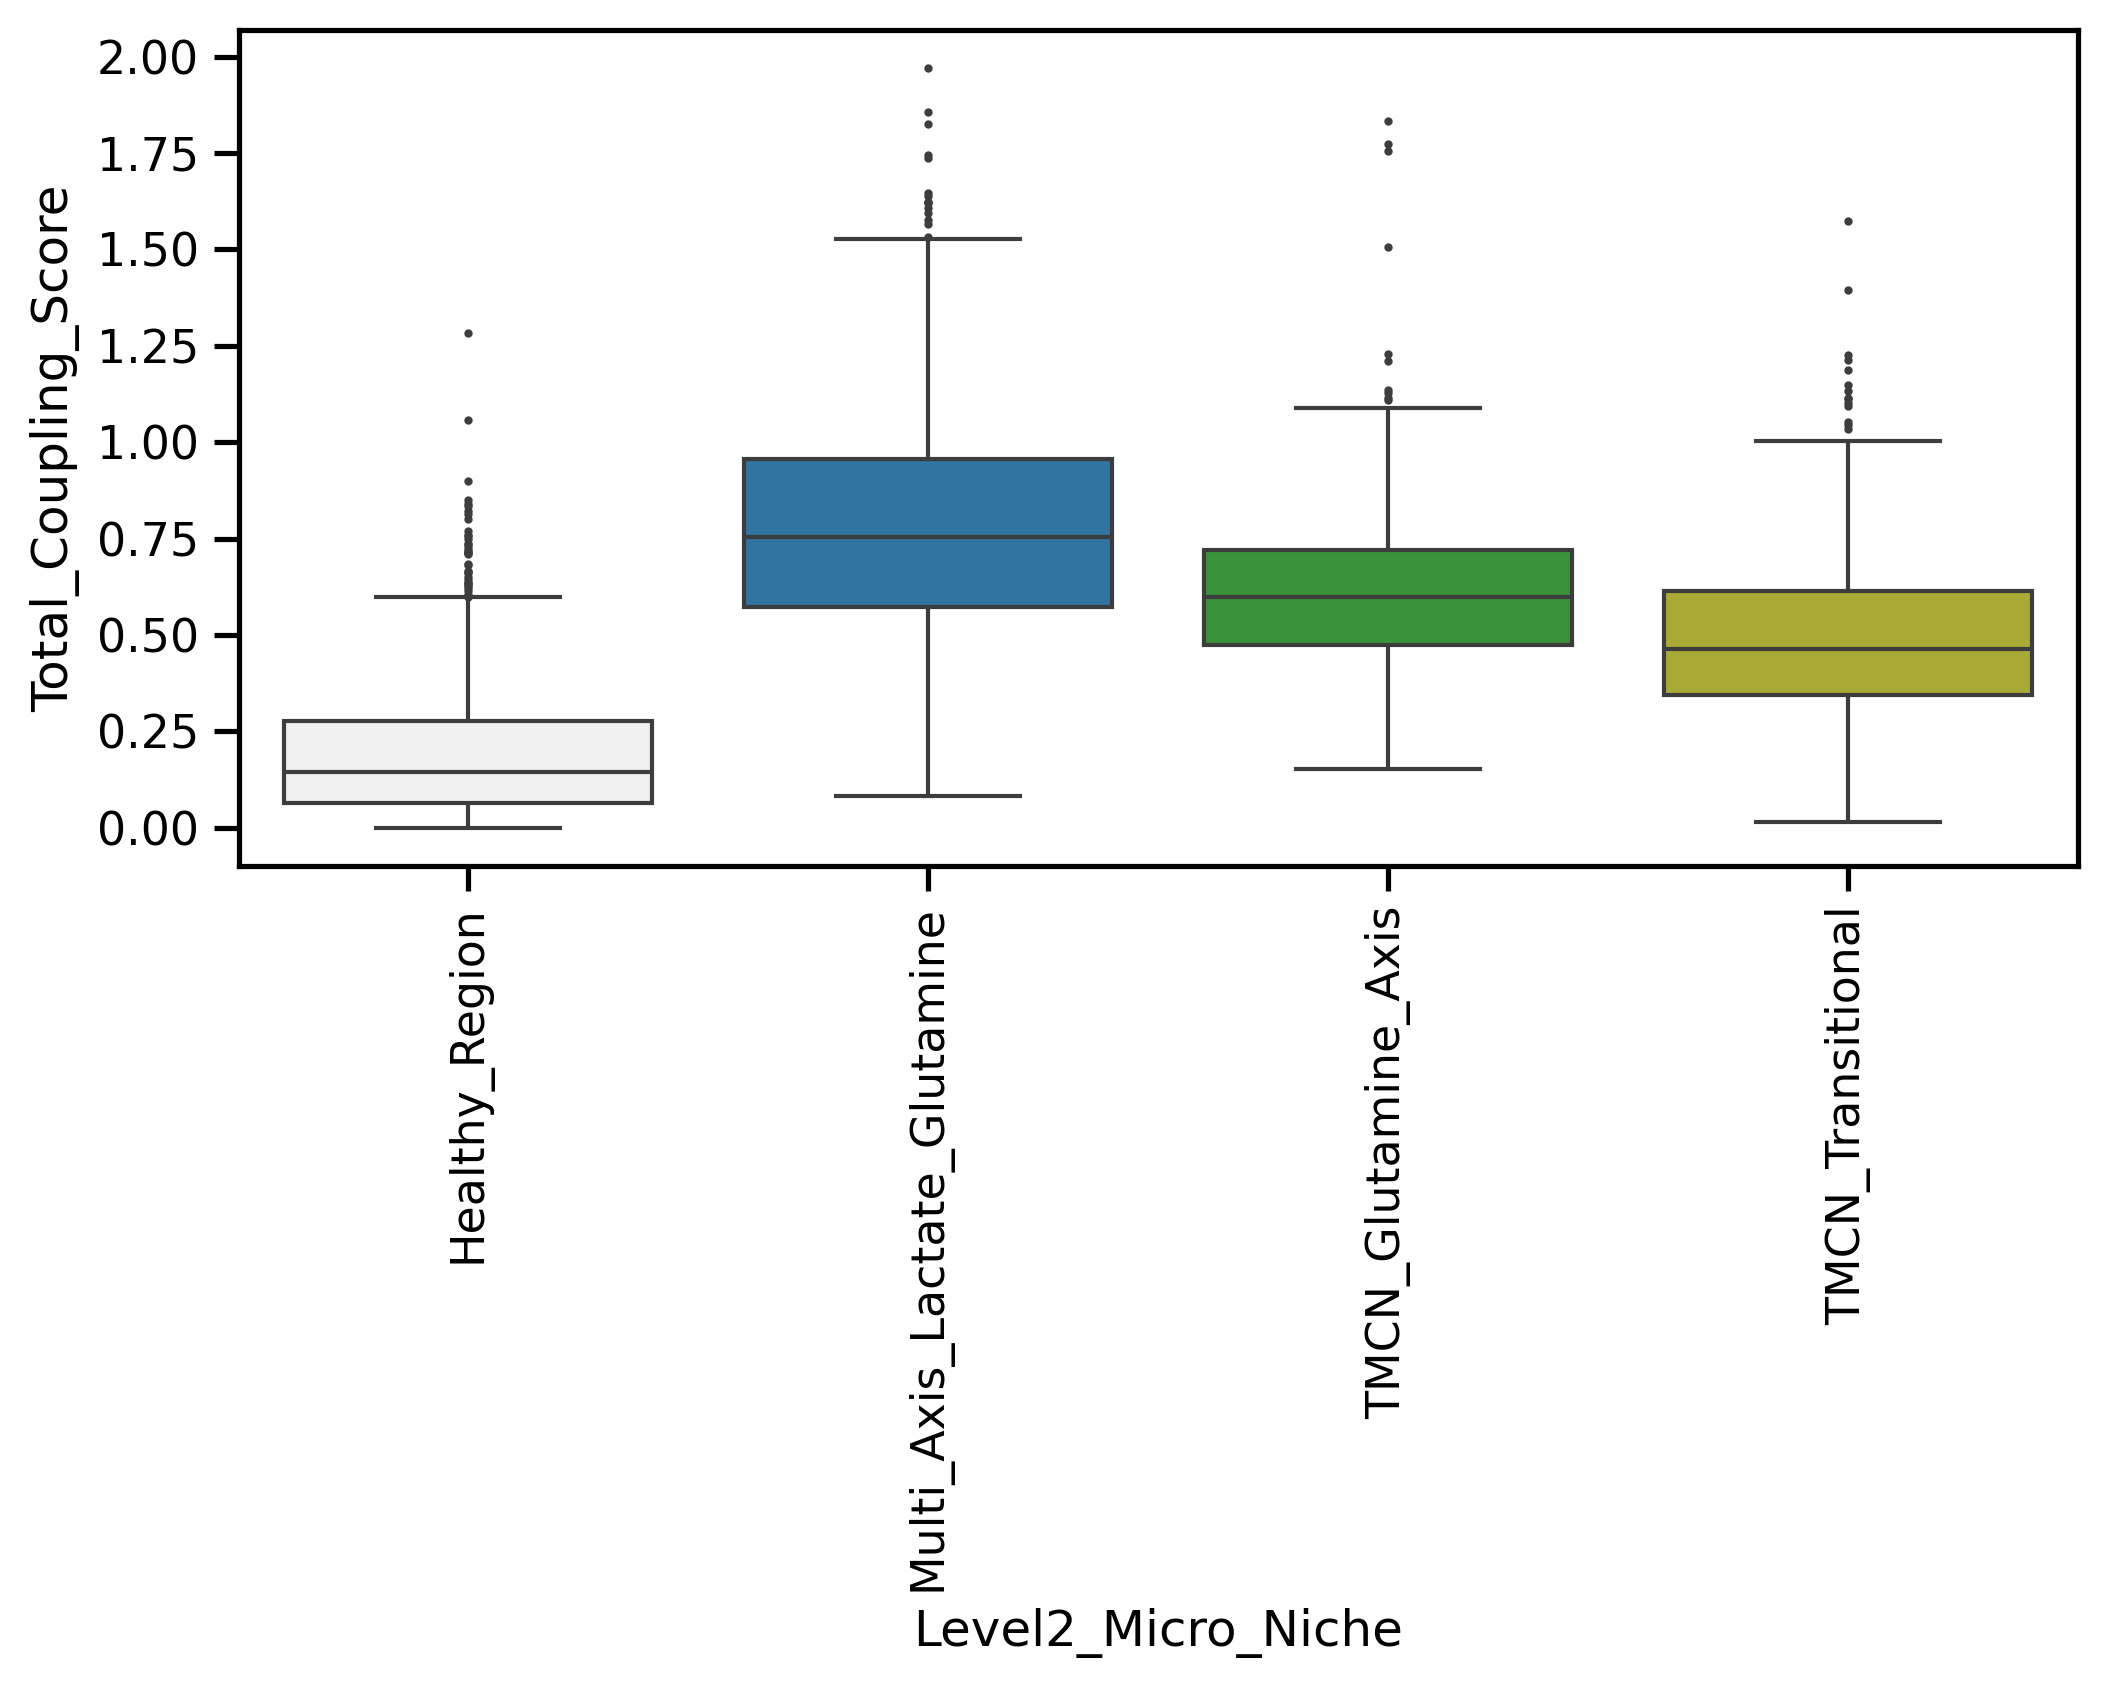 Total_Coupling_Score
2.00
1.75
1.50
1.25
1.00
0.75
0.50
0.25
0.00
Healthy_Region
Multi_Axis_Lactate_Glutamine
TMCN_Glutamine_Axis
TMCN_Transitional
Level2_Micro_Niche